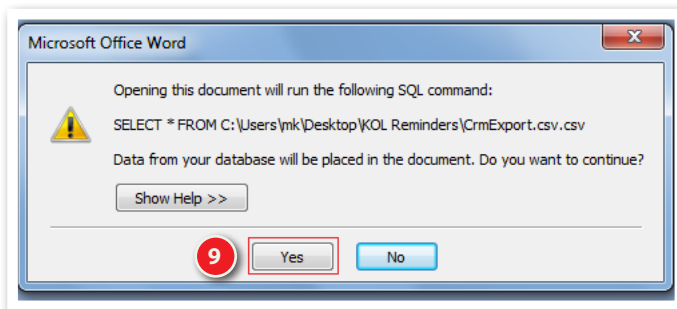 Microsoft Office Word
Opening this document will run the following SQL command:
SELECT * FROM C:\Users\mk\Desktop\KOL Reminders\CrmExport.csv.csv
Data from your database will be placed in the document. Do you want to continue?
Show Help >>
9 Yes No